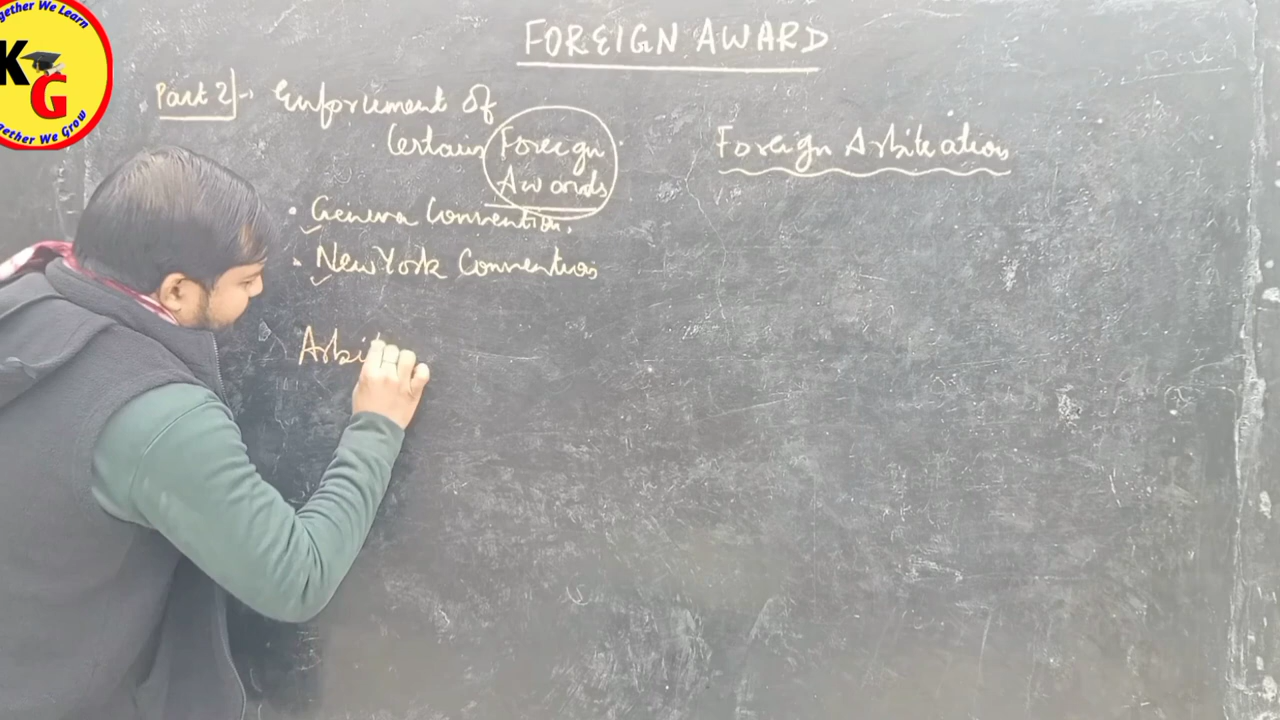 Together We Learn
KG
Together We Grow
FOREIGN AWARD
Part 2 → Enforcement of
Certain Foreign
Awards
• Geneva Convention.
• New York Convention
Arbi
Foreign Arbitration